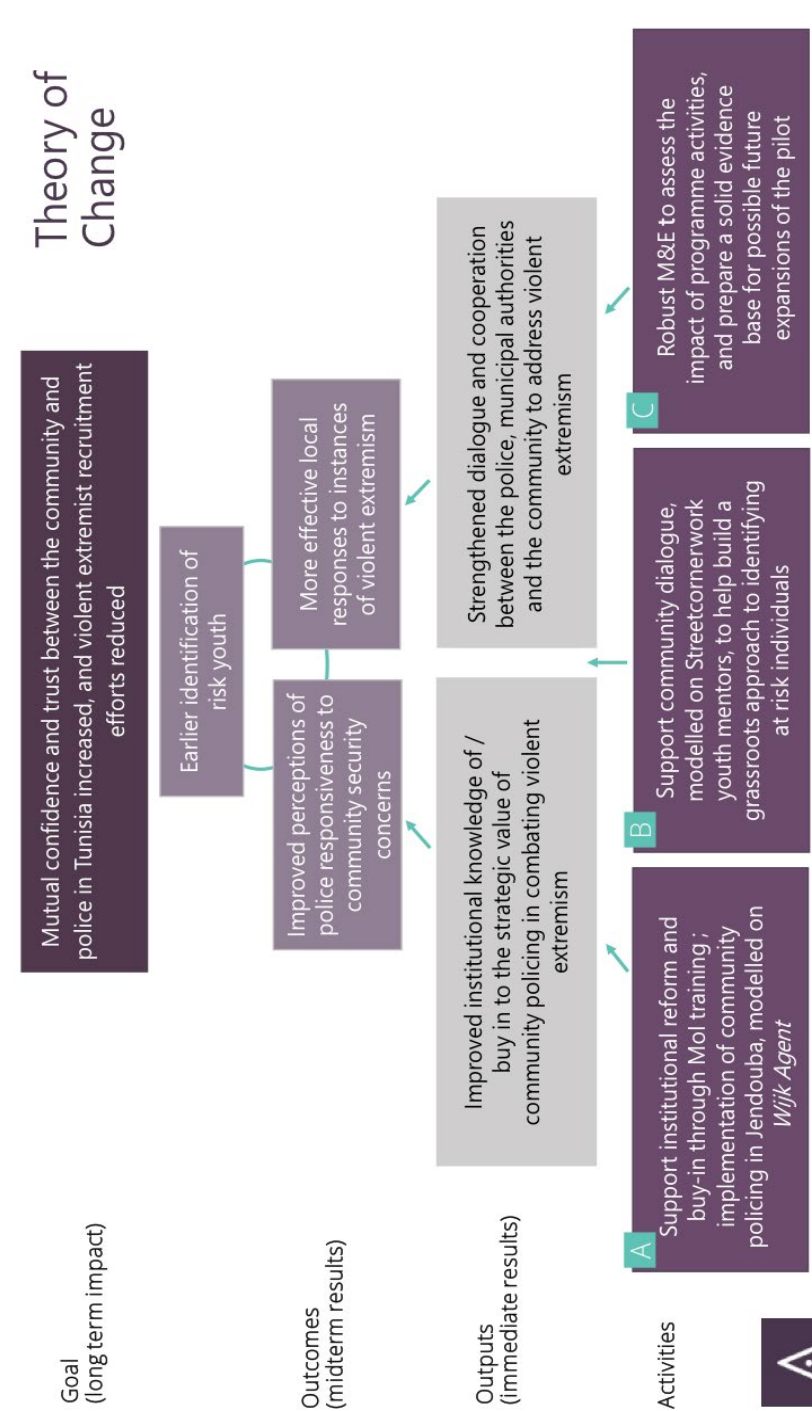 Theory of
Change
Goal
(long term impact)
Mutual confidence and trust between the community and
police in Tunisia increased, and violent extremist recruitment
efforts reduced
Outcomes
(midterm results)
Earlier identification of
risk youth
Improved perceptions of
police responsiveness to
community security
concerns
More effective local
responses to instances
of violent extremism
Outputs
(immediate results)
Improved institutional knowledge of /
buy in to the strategic value of
community policing in combating violent
extremism
Strengthened dialogue and cooperation
between the police, municipal authorities
and the community to address violent
extremism
Activities
A
Support institutional reform and
buy-in through MoI training ;
implementation of community
policing in Jendouba, modelled on
Wijk Agent
B
Support community dialogue,
modelled on Streetcornerwork
youth mentors, to help build a
grassroots approach to identifying
at risk individuals
C
Robust M&E to assess the
impact of programme activities,
and prepare a solid evidence
base for possible future
expansions of the pilot